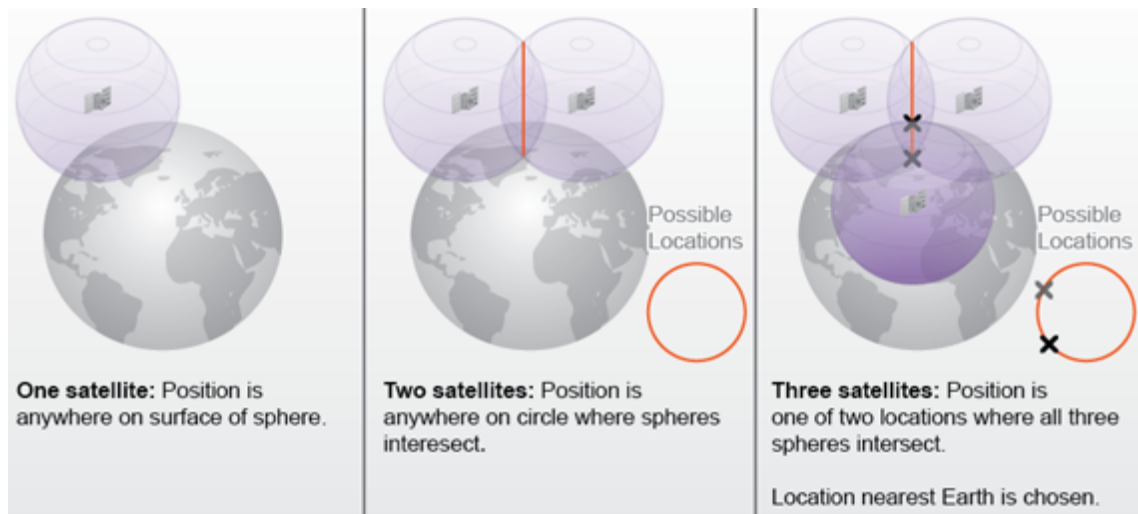 Possible
Locations
Possible
Locations
One satellite: Position is
anywhere on surface of sphere.
Two satellites: Position is
anywhere on circle where spheres
interesect.
Three satellites: Position is
one of two locations where all three
spheres intersect.
Location nearest Earth is chosen.